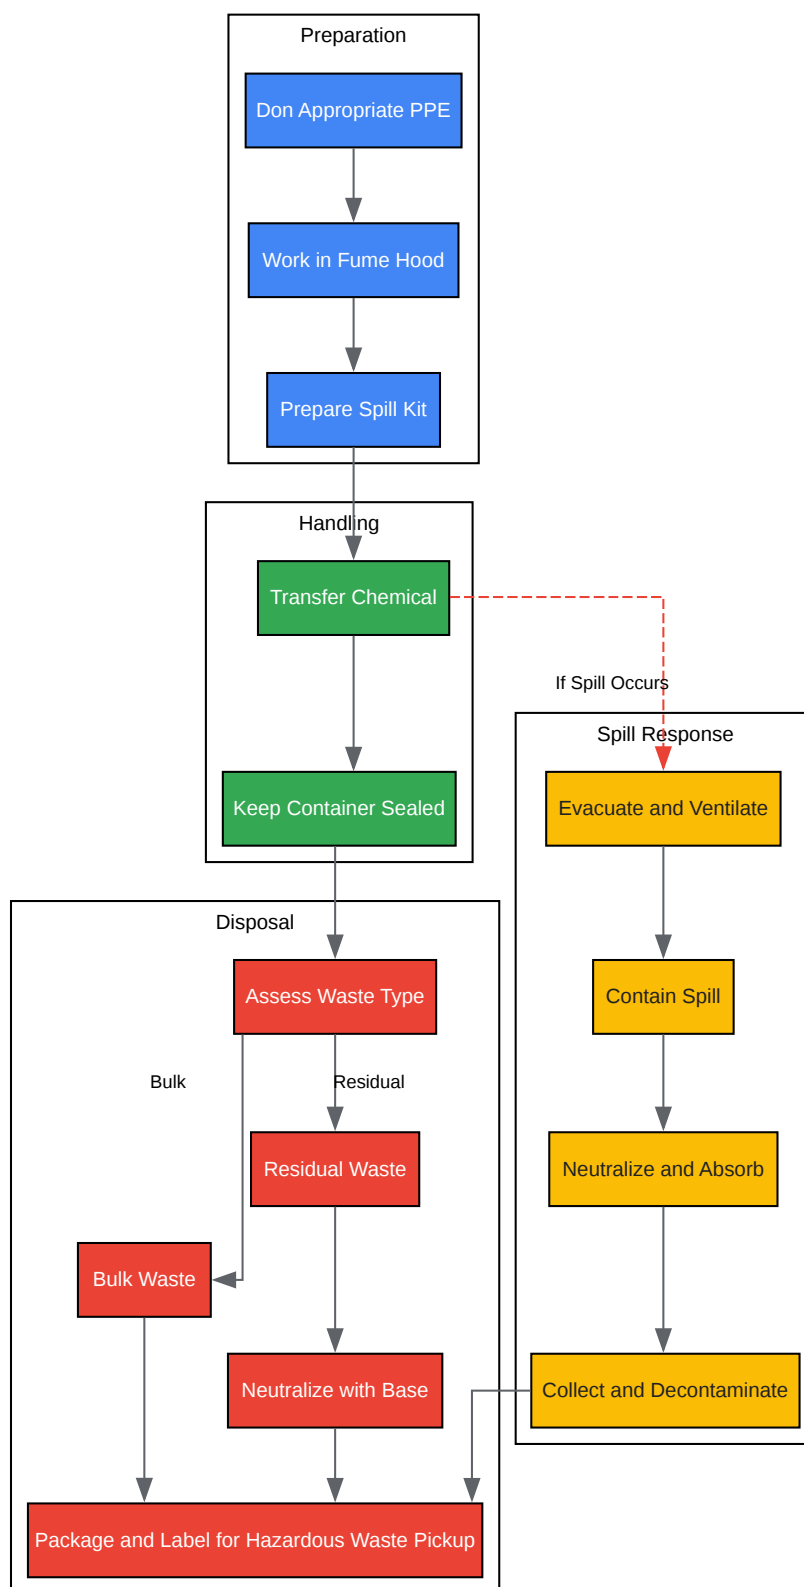 Preparation
Don Appropriate PPE
Work in Fume Hood
Prepare Spill Kit
Handling
Transfer Chemical
If Spill Occurs
Spill Response
Keep Container Sealed
Evacuate and Ventilate
Disposal
Assess Waste Type
Contain Spill
Bulk
Residual
Residual Waste
Neutralize and Absorb
Bulk Waste
Neutralize with Base
Collect and Decontaminate
Package and Label for Hazardous Waste Pickup